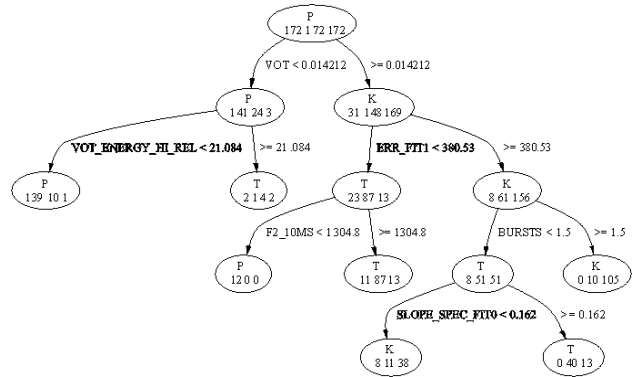 P
172 1 72 172
VOT < 0.014212
>= 0.014212
P
1 41 24 3
K
31 148 169
VOT_ENERGY_HI_REL < 21.084
>= 21 .084
ERR_FIT1 < 380.53
>= 380.53
P
139 10 1
T
2 1 4 2
T
23 87 13
K
8 61 156
F2_10MS < 1304.8
>= 1304.8
BURSTS < 1.5
>= 1.5
P
12 0 0
T
11 87 13
T
8 51 51
K
0 10 105
SLOPE_SPEC_FIT0 < 0.162
>= 0.162
K
8 11 38
T
0 40 13